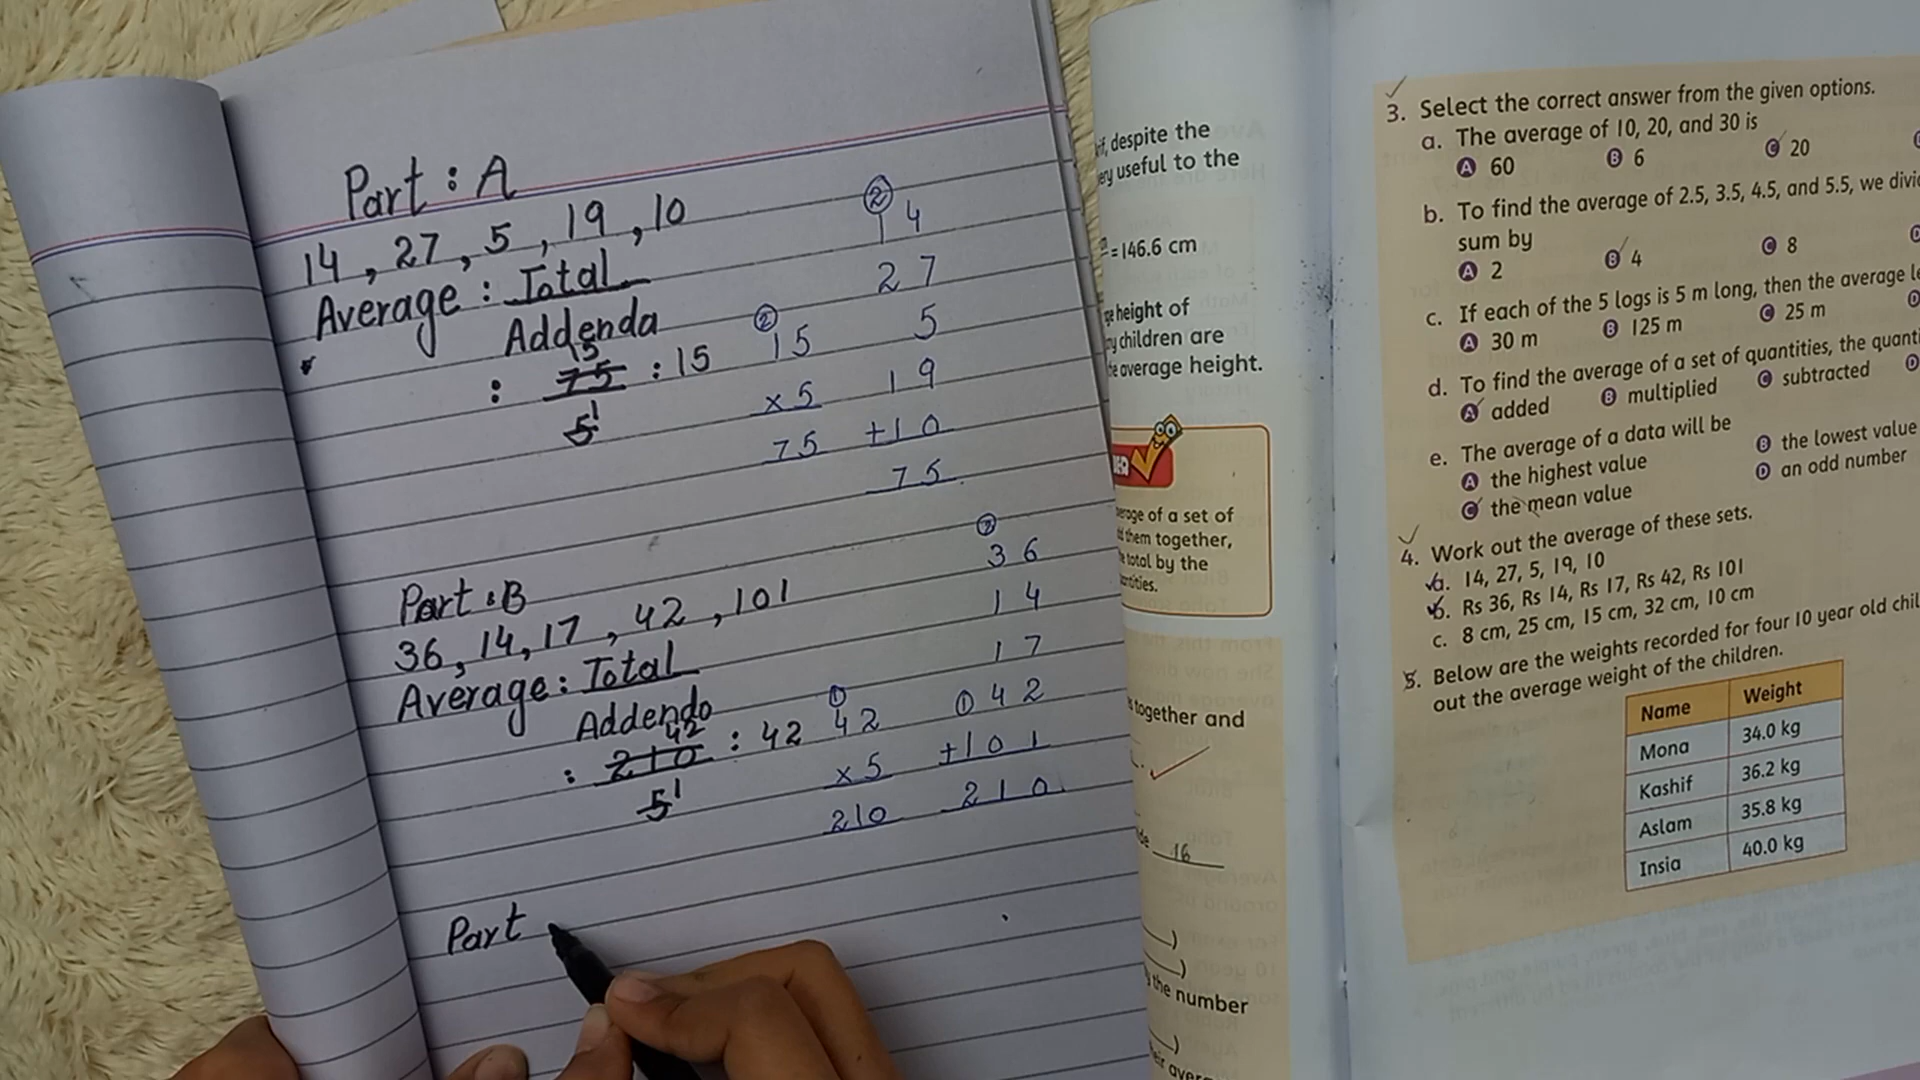 Part : A
14 , 27 , 5 , 19 , 10
Average : Total
Addenda
15
: 75 : 15
5 1
2
15
x 5
75
2
14
27
5
19
+10
75
Part : B
36, 14, 17 , 42 , 101
Average : Total
Addendo
42
: 210 : 42
5 1
1
42
x 5
210
2
36
14
17
1 042
+101
210
Part
despite the
useful to the
= 146.6 cm
height of
children are
average height.
of a set of
them together,
total by the
together and
16
the number
3. Select the correct answer from the given options.
a. The average of 10, 20, and 30 is
A 60 B 6 C 20
b. To find the average of 2.5, 3.5, 4.5, and 5.5, we
sum by
A 2 B 4 C 8
c. If each of the 5 logs is 5 m long, then the average
A 30 m B 125 m C 25 m
d. To find the average of a set of quantities, the
A added B multiplied C subtracted
e. The average of a data will be
A the highest value B the lowest value
C the mean value D an odd number
4. Work out the average of these sets.
a. 14, 27, 5, 19, 10
b. Rs 36, Rs 14, Rs 17, Rs 42, Rs 101
c. 8 cm, 25 cm, 15 cm, 32 cm, 10 cm
5. Below are the weights recorded for four 10 year old
out the average weight of the children.
Name Weight
Mona 34.0 kg
Kashif 36.2 kg
Aslam 35.8 kg
Insia 40.0 kg